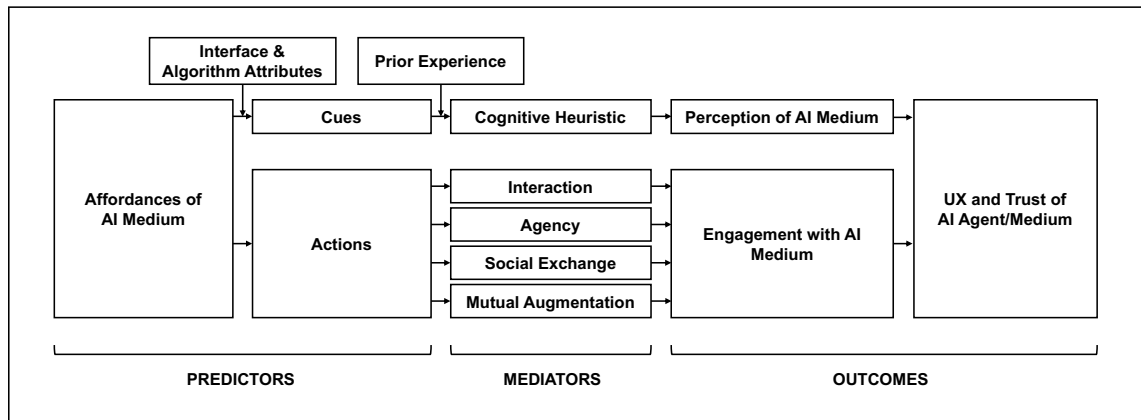 Interface &
Algorithm Attributes
Prior Experience
Cues
Cognitive Heuristic
Perception of AI Medium
Affordances of
AI Medium
Actions
Interaction
Agency
Social Exchange
Mutual Augmentation
Engagement with AI
Medium
UX and Trust of
AI Agent/Medium
PREDICTORS
MEDIATORS
OUTCOMES